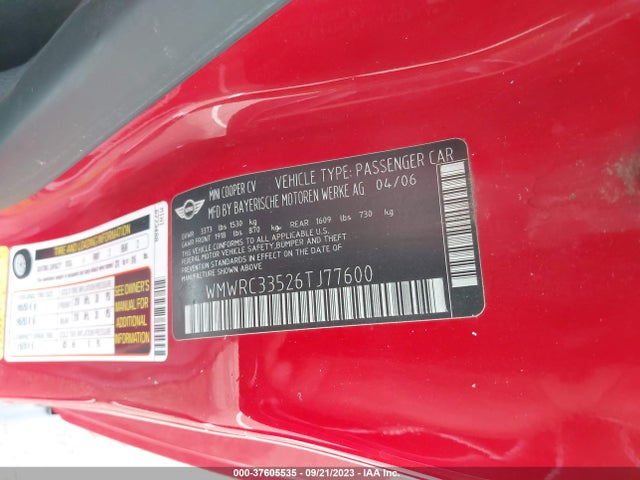 MINI
MINI COOPER CV VEHICLE TYPE: PASSENGER CAR
MFD BY BAYERISCHE MOTOREN WERKE AG 04/06
GVWR 3373 lbs 1530 kg
GAWR FRONT 1918 lbs 870 kg, REAR 1609 lbs 730 kg
THIS VEHICLE CONFORMS TO ALL APPLICABLE U.S.
FEDERAL MOTOR VEHICLE SAFETY, BUMPER AND THEFT
PREVENTION STANDARDS IN EFFECT ON THE DATE OF
MANUFACTURE SHOWN ABOVE.
WMWRC33526TJ77600
TIRE AND LOADING INFORMATION
SEE OWNER'S
MANUAL FOR
ADDITIONAL
INFORMATION
000-37605535 - 09/21/2023 - IAAI.COM